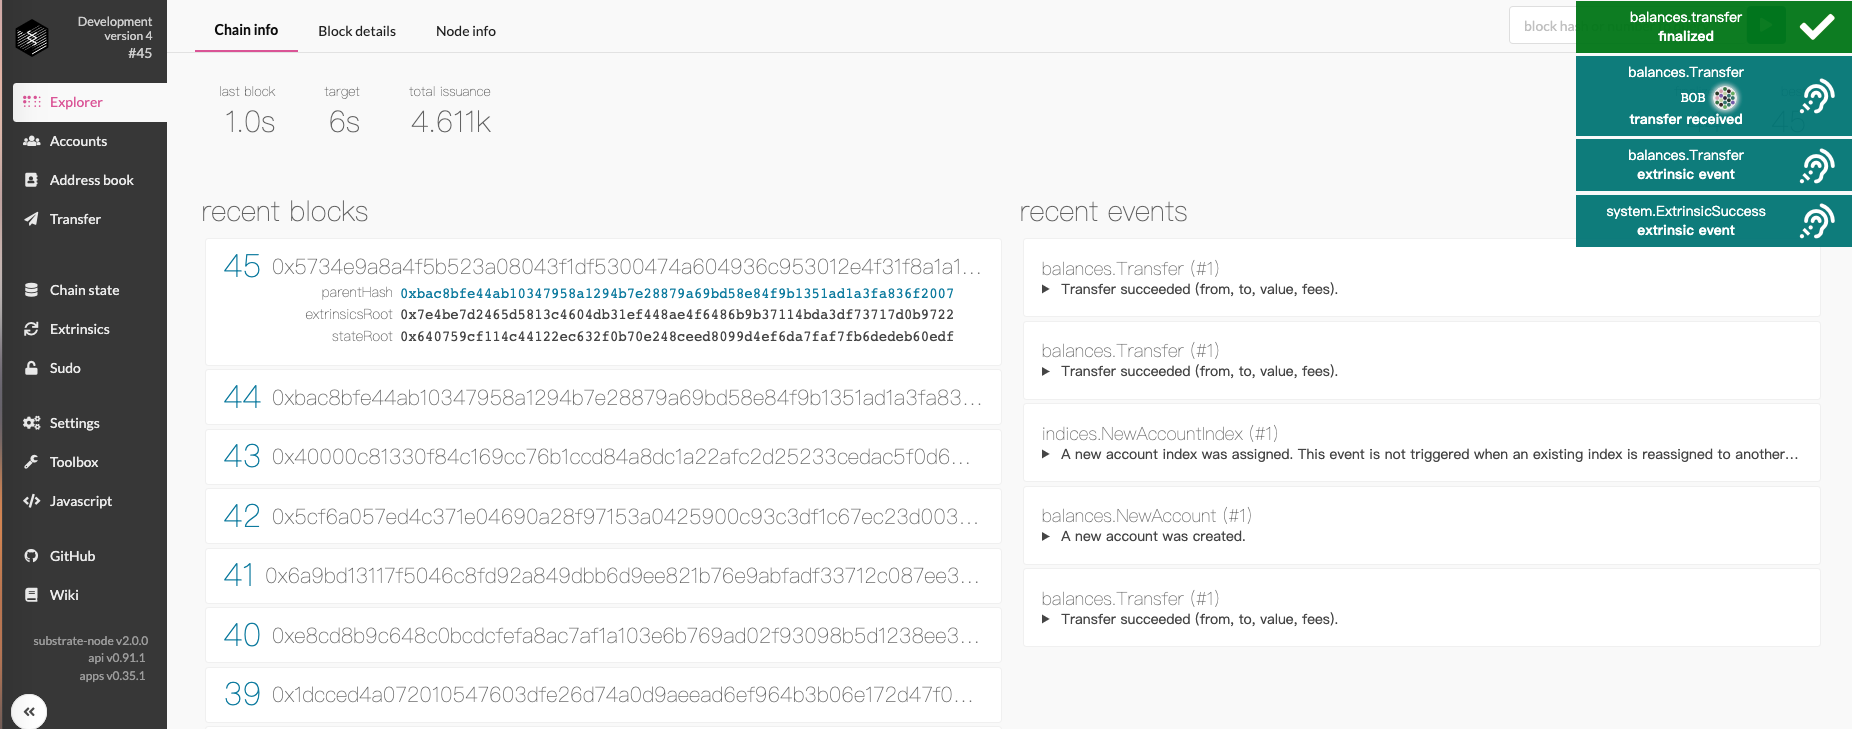 Development
version 4
#45
Explorer
Accounts
Address book
Transfer
Chain state
Extrinsics
Sudo
Settings
Toolbox
Javascript
GitHub
Wiki
substrate-node v2.0.0
api v0.91.1
apps v0.35.1
Chain info
Block details
Node info
block has
last block
1.0s
target
6s
total issuance
4.611k
recent blocks
45 0x5734e9a8a4f5b523a08043f1df5300474a604936c953012e4f31f8a1a1...
parentHash 0xbac8bfe44ab10347958a1294b7e28879a69bd58e84f9b1351ad1a3fa836f2007
extrinsicsRoot 0x7e4be7d2465d5813c4604db31ef448ae4f6486b9b37114bda3df73717d0b9722
stateRoot 0x640759cf114c44122ec632f0b70e248ceed8099d4ef6da7faf7fb6dedeb60edf
44 0xbac8bfe44ab10347958a1294b7e28879a69bd58e84f9b1351ad1a3fa83...
43 0x40000c81330f84c169cc76b1ccd84a8dc1a22afc2d25233cedac5f0d6...
42 0x5cf6a057ed4c371e04690a28f97153a0425900c93c3df1c67ec23d003...
41 0x6a9bd13117f5046c8fd92a849dbb6d9ee821b76e9abfadf33712c087ee3...
40 0xe8cd8b9c648c0bcdcfefa8ac7af1a103e6b769ad02f93098b5d1238ee3...
39 0x1dcced4a072010547603dfe26d74a0d9aeead6ef964b3b06e172d47f0...
recent events
balances.Transfer (#1)
Transfer succeeded (from, to, value, fees).
balances.Transfer (#1)
Transfer succeeded (from, to, value, fees).
indices.NewAccountIndex (#1)
A new account index was assigned. This event is not triggered when an existing index is reassigned to another...
balances.NewAccount (#1)
A new account was created.
balances.Transfer (#1)
Transfer succeeded (from, to, value, fees).
balances.transfer
finalized
balances.Transfer
BOB
transfer received
45
balances.Transfer
extrinsic event
system.ExtrinsicSuccess
extrinsic event